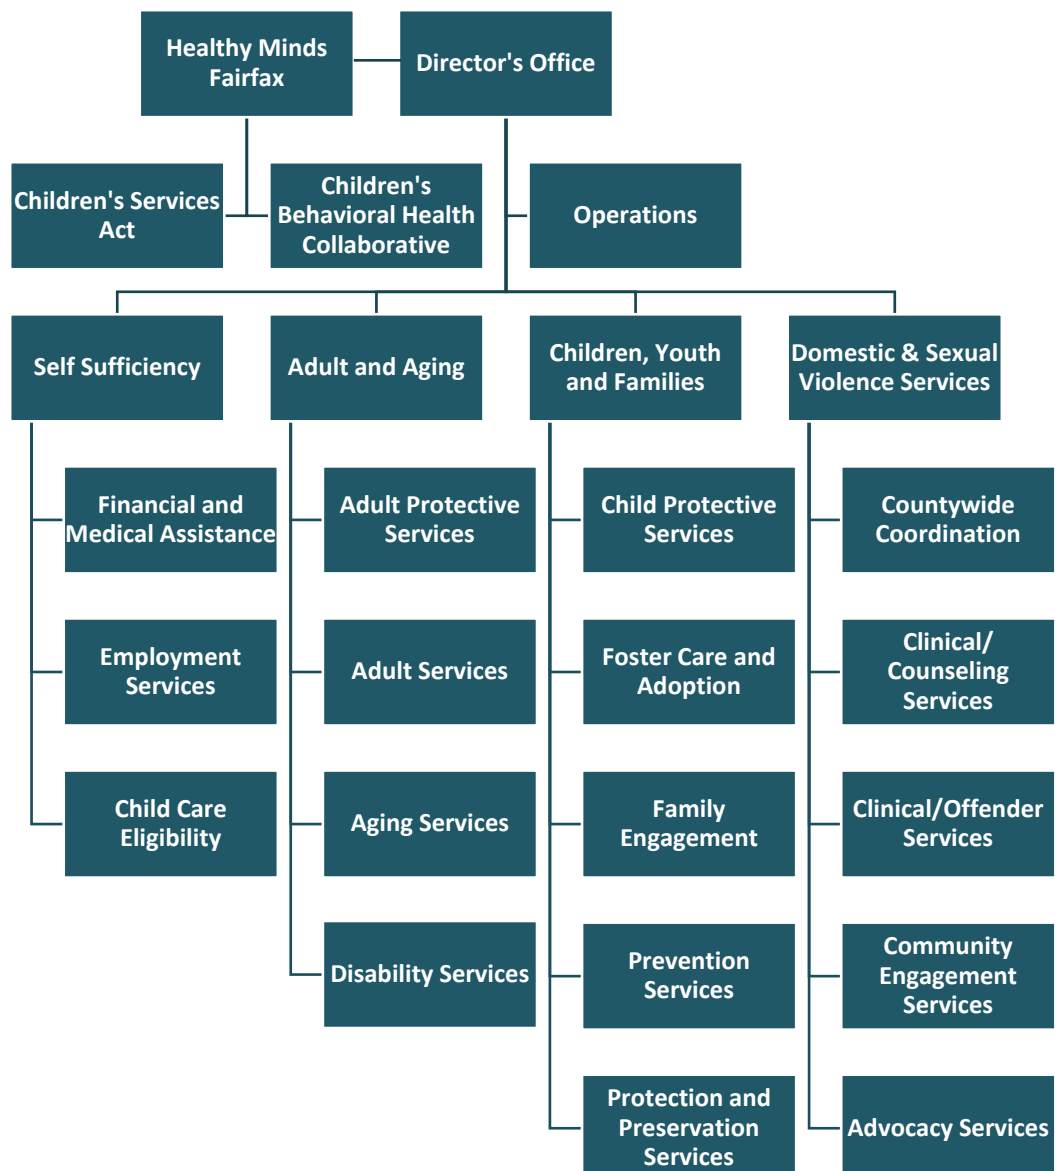 Healthy Minds
Fairfax
Director's Office
Children's Services
Act
Children's
Behavioral Health
Collaborative
Operations
Self Sufficiency
Adult and Aging
Children, Youth
and Families
Domestic & Sexual
Violence Services
Financial and
Medical Assistance
Adult Protective
Services
Child Protective
Services
Countywide
Coordination
Employment
Services
Adult Services
Foster Care and
Adoption
Clinical/
Counseling
Services
Child Care
Eligibility
Aging Services
Family
Engagement
Clinical/Offender
Services
Disability Services
Prevention
Services
Community
Engagement
Services
Protection and
Preservation
Services
Advocacy Services